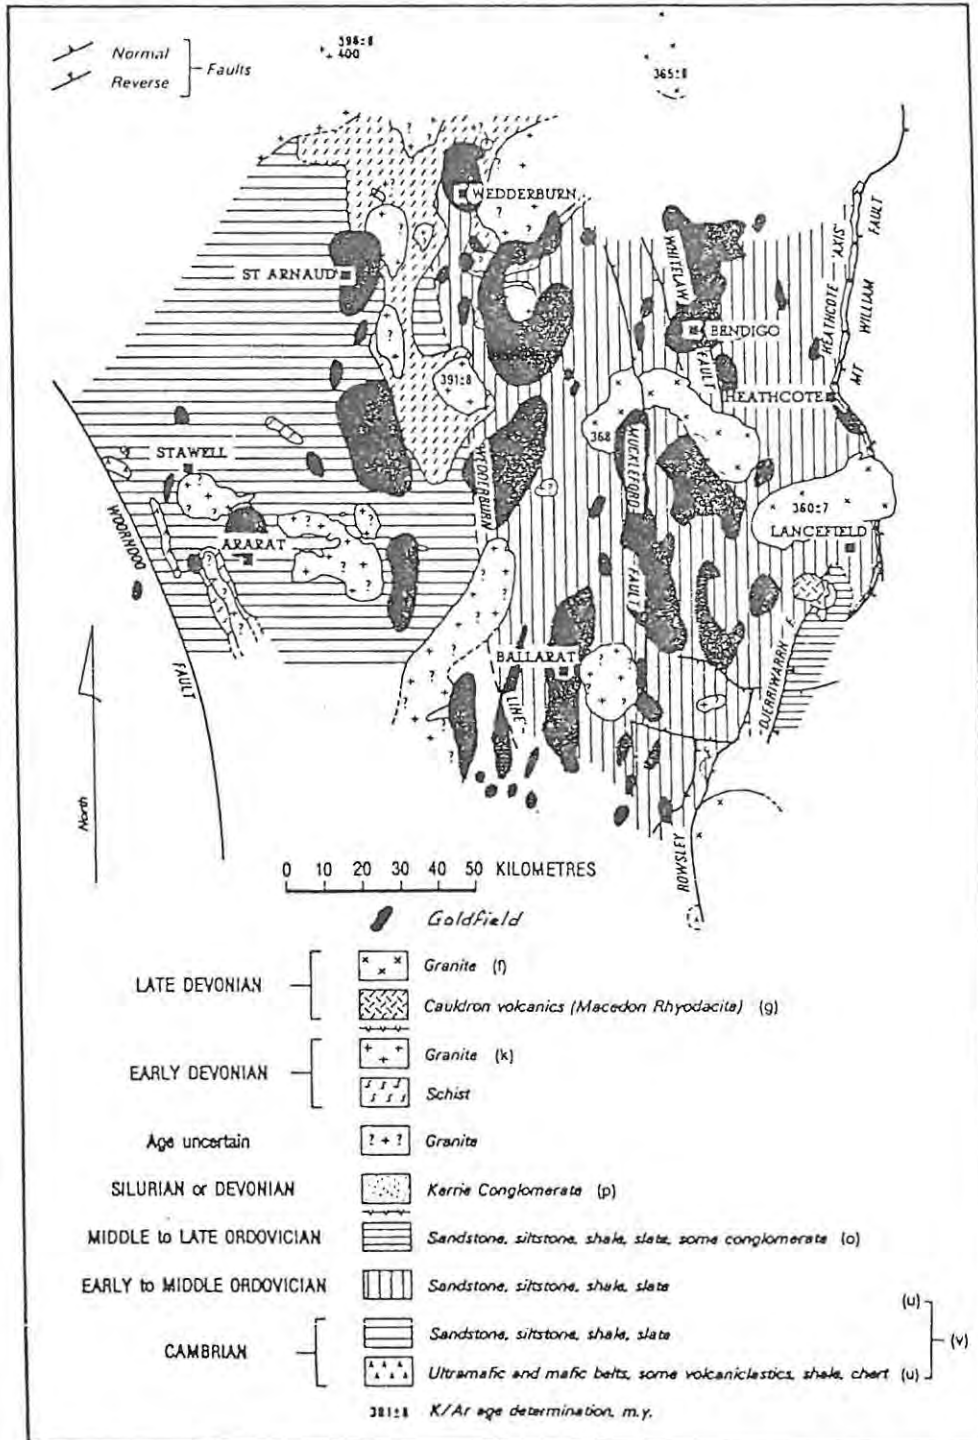 398±8
400
365±8
Normal
Reverse
Faults
WEDDERBURN
ST ARNAUD
WHITELAW
FAULT
BENDIGO
HEATHCOTE 'AXIS'
MT WILLIAM FAULT
HEATHCOTE
391±8
368
STAWELL
WEDDERBURN
LINE
MUCKLEFORD
FAULT
360±7
LANCEFIELD
WOORNDOO
FAULT
ARARAT
BALLARAT
DJERRIWARRH F.
ROWSLEY
North
0 10 20 30 40 50 KILOMETRES
Goldfield
LATE DEVONIAN
Granite (f)
Cauldron volcanics (Macedon Rhyodacite) (g)
EARLY DEVONIAN
Granite (k)
Schist
Age uncertain
? + ?
Granite
SILURIAN or DEVONIAN
Kerrie Conglomerate (p)
MIDDLE to LATE ORDOVICIAN
Sandstone, siltstone, shale, slate, some conglomerate (o)
EARLY to MIDDLE ORDOVICIAN
Sandstone, siltstone, shale, slate
(u)
(v)
CAMBRIAN
Sandstone, siltstone, shale, slate
Ultramafic and mafic belts, some volcaniclastics, shale, chert (u)
381±8 K/Ar age determination, m.y.